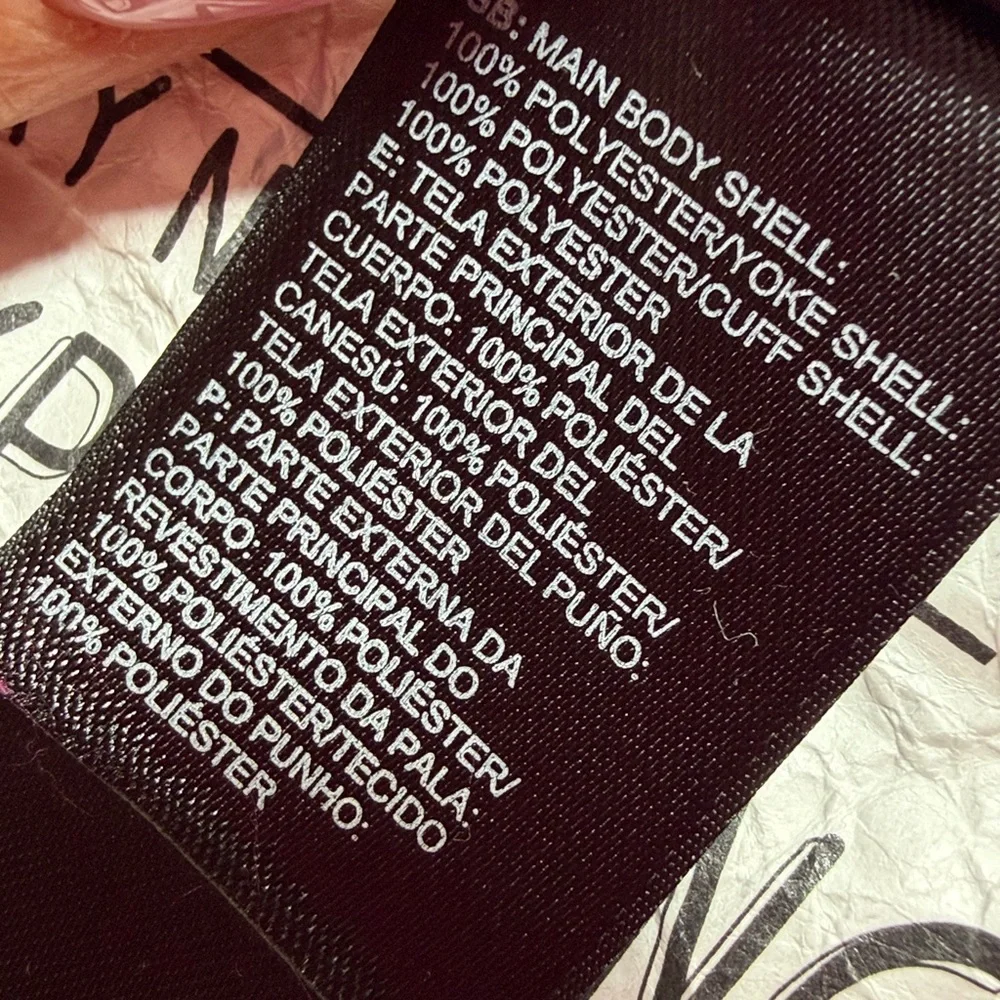 GB: MAIN BODY SHELL:
100% POLYESTER/YOKE SHELL:
100% POLYESTER/CUFF SHELL:
100% POLYESTER
E: TELA EXTERIOR DE LA
PARTE PRINCIPAL DEL
CUERPO: 100% POLIÉSTER/
TELA EXTERIOR DEL
CANESÚ: 100% POLIÉSTER/
TELA EXTERIOR DEL PUÑO:
100% POLIÉSTER
P: PARTE EXTERNA DA
PARTE PRINCIPAL DO
CORPO: 100% POLIÉSTER/
REVESTIMENTO DA PALA:
100% POLIÉSTER/TECIDO
EXTERNO DO PUNHO:
100% POLIÉSTER